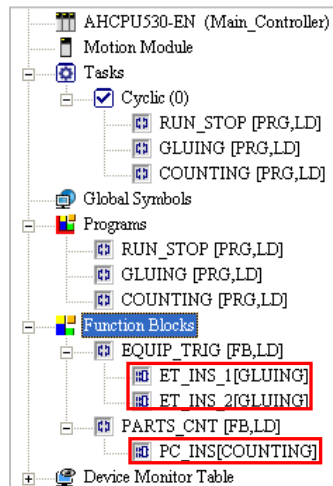 AHCPU530-EN (Main_Controller)
Motion Module
Tasks
Cyclic (0)
RUN_STOP [PRG,LD]
GLUING [PRG,LD]
COUNTING [PRG,LD]
Global Symbols
Programs
RUN_STOP [PRG,LD]
GLUING [PRG,LD]
COUNTING [PRG,LD]
Function Blocks
EQUIP_TRIG [FB,LD]
ET_INS_1[GLUING]
ET_INS_2[GLUING]
PARTS_CNT [FB,LD]
PC_INS[COUNTING]
Device Monitor Table